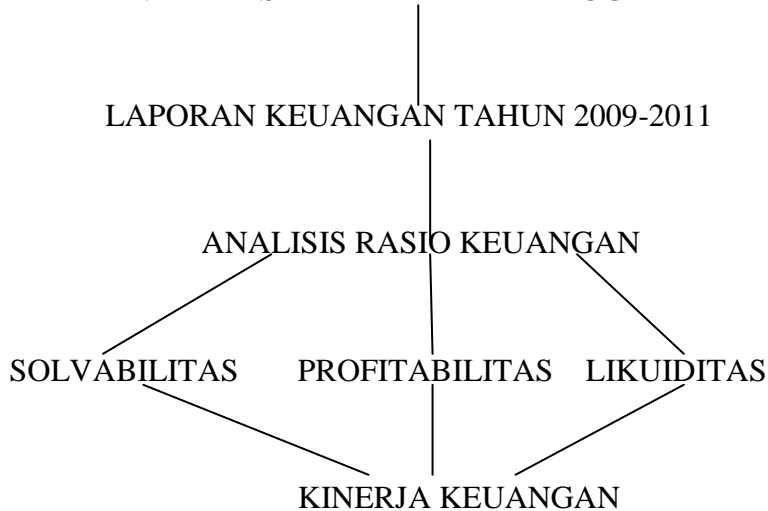 LAPORAN KEUANGAN TAHUN 2009-2011
ANALISIS RASIO KEUANGAN
SOLVABILITAS PROFITABILITAS LIKUIDITAS
KINERJA KEUANGAN